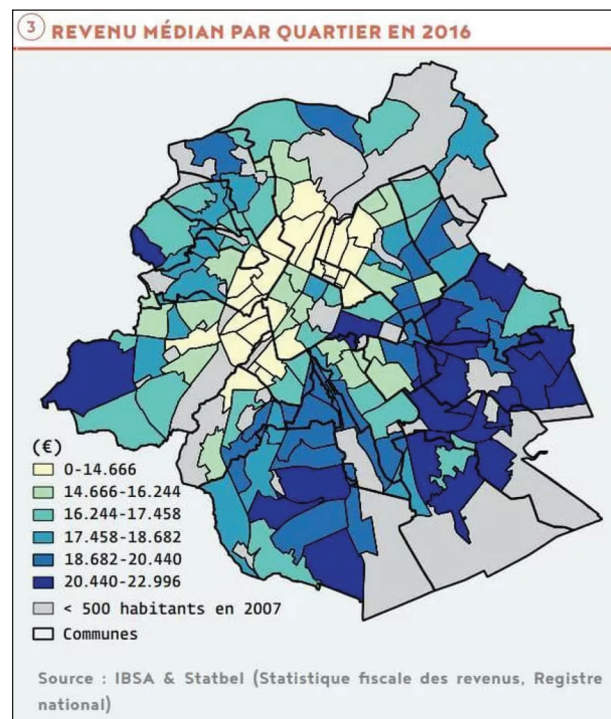 3 REVENU MÉDIAN PAR QUARTIER EN 2016
(€)
0-14.666
14.666-16.244
16.244-17.458
17.458-18.682
18.682-20.440
20.440-22.996
< 500 habitants en 2007
Communes
Source : IBSA & Statbel (Statistique fiscale des revenus, Registre
national)